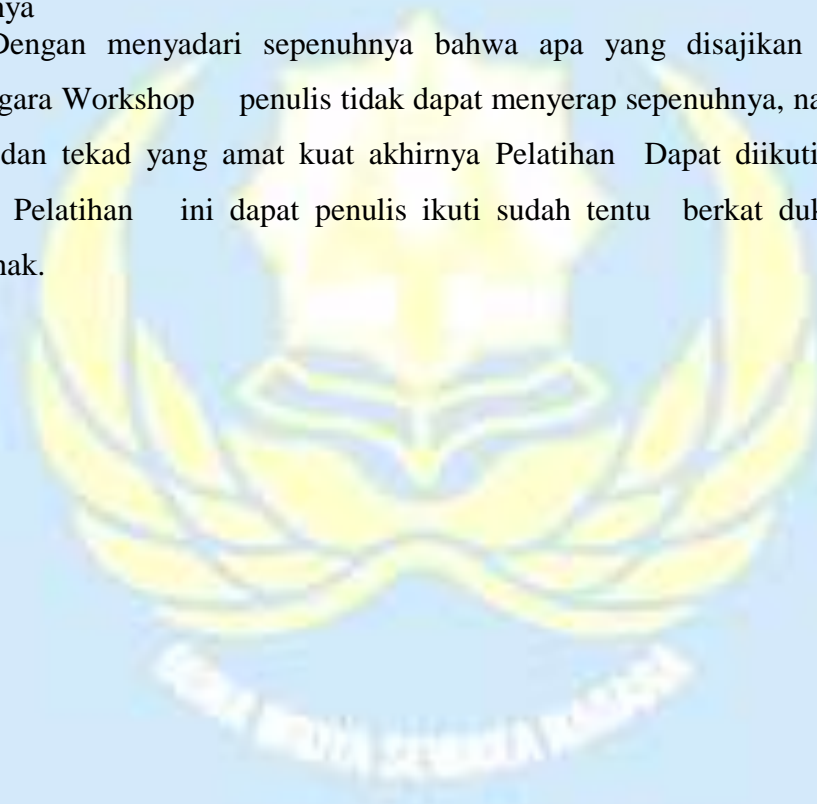 nya
Dengan menyadari sepenuhnya bahwa apa yang disajikan
gara Workshop penulis tidak dapat menyerap sepenuhnya, na
dan tekad yang amat kuat akhirnya Pelatihan Dapat diikuti
Pelatihan ini dapat penulis ikuti sudah tentu berkat duk
hak.